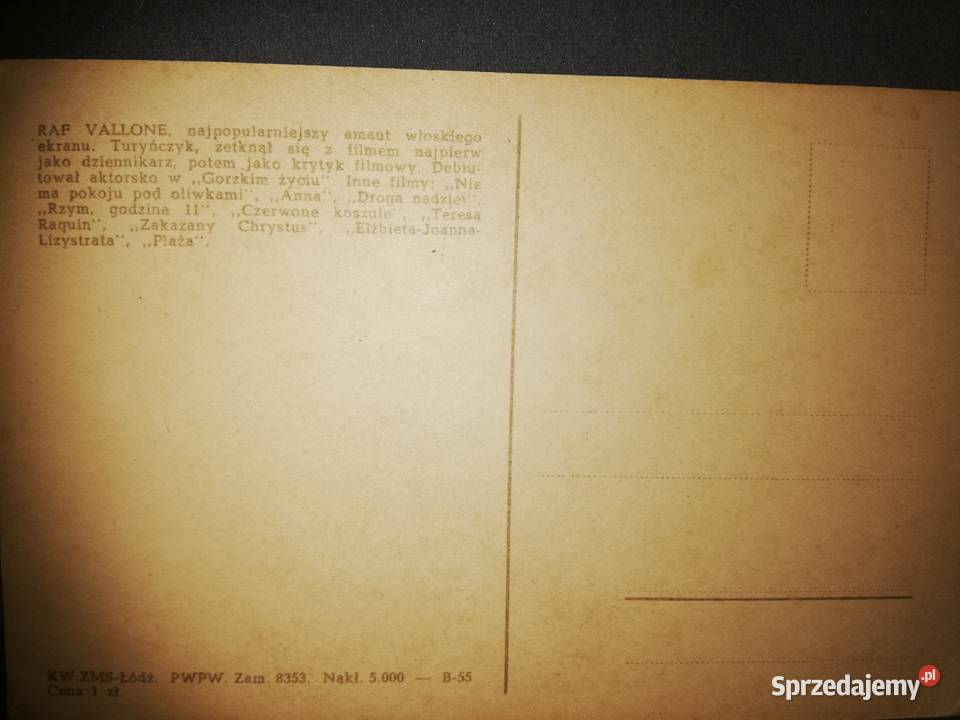 RAF VALLONE, najpopularniejszy amant włoskiego
ekranu. Turyńczyk, zetknął się z filmem najpierw
jako dziennikarz, potem jako krytyk filmowy. Debiu-
tował aktorsko w „Gorzkim życiu". Inne filmy: „Nie
ma pokoju pod oliwkami", „Anna", „Droga nadziei",
„Rzym, godzina 11", „Czerwone koszule", „Teresa
Raquin", „Zakazany Chrystus", „Elżbieta-Joanna-
Lizystrata", „Plaża".
KW.ZMS-Łódź. PWPW. Zam. 8353. Nakł. 5.000 — B-55
Cena 1 zł.
Sprzedajemy.pl